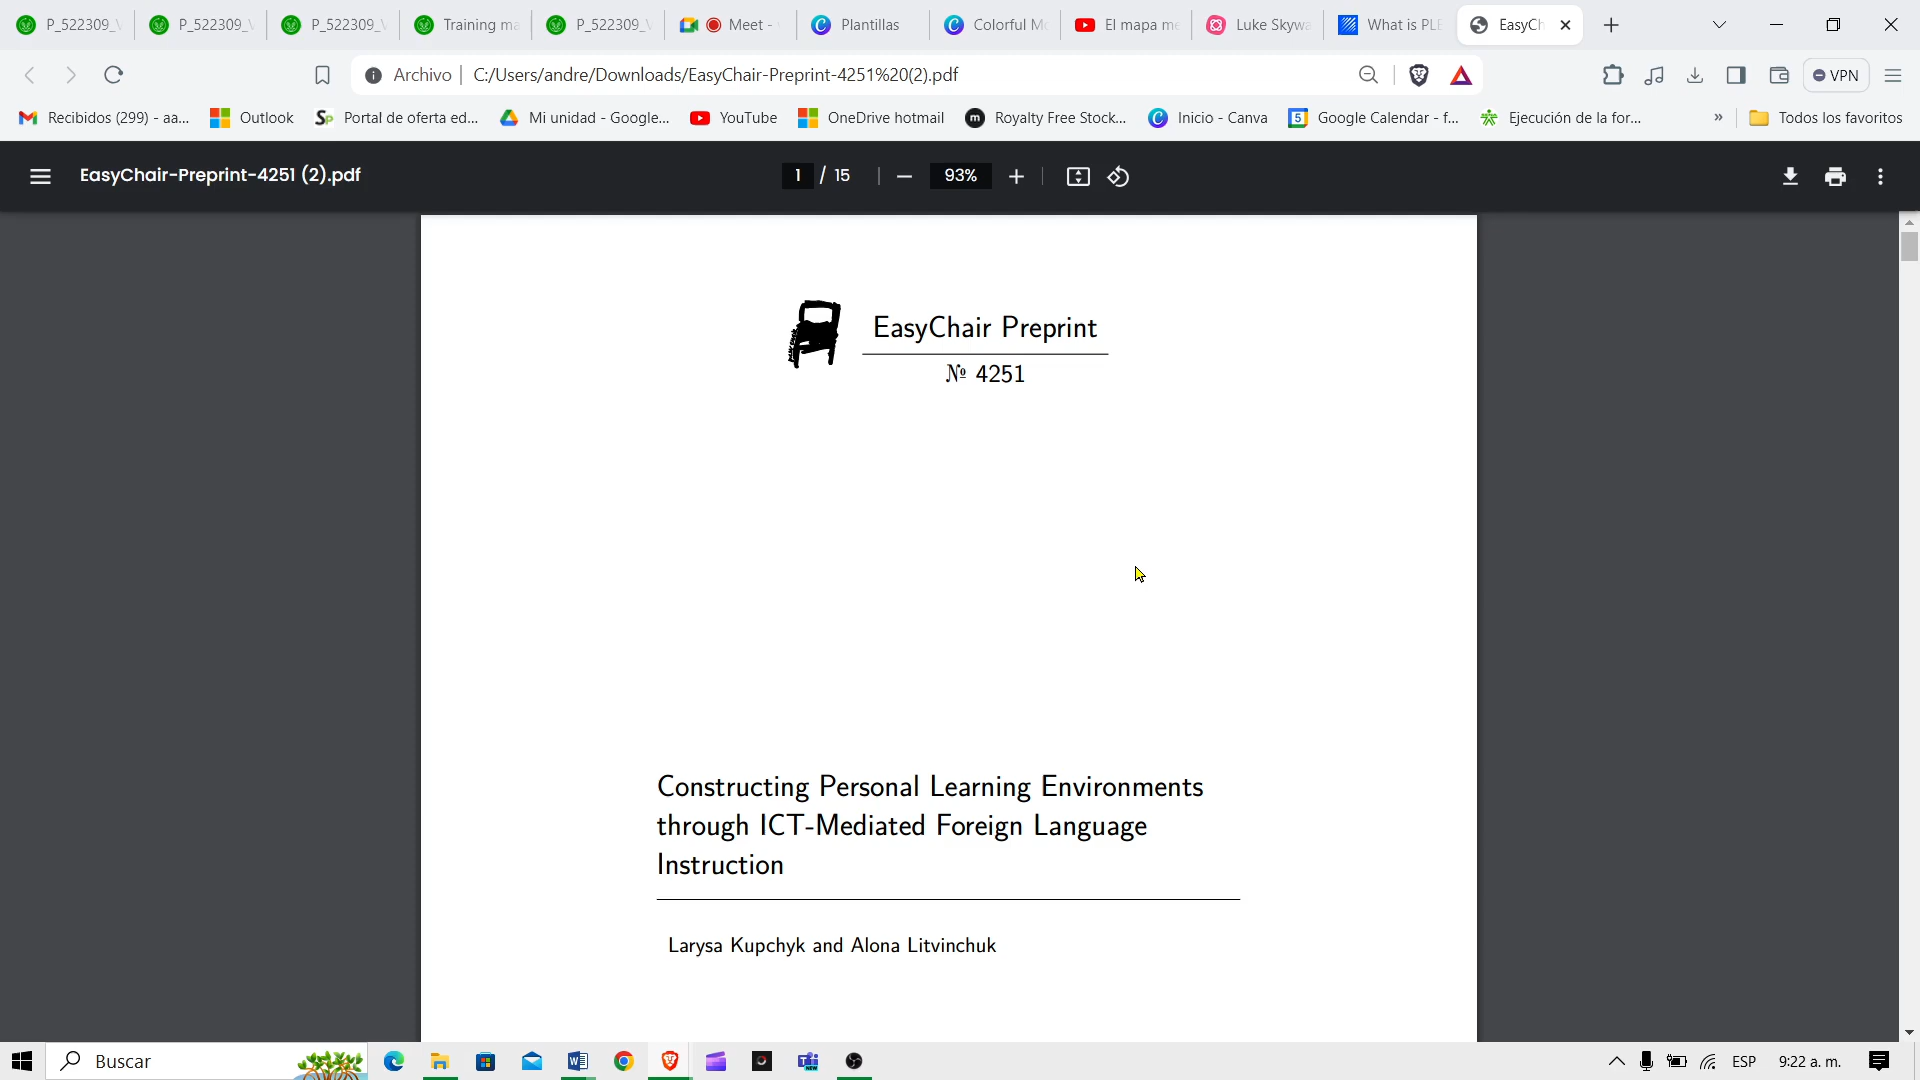 P_522309_V
P_522309_V
P_522309_V
Training ma
P_522309_V
Meet -
Plantillas
Colorful Mo
El mapa me
Luke Skywa
What is PLE
EasyCh
Archivo
C:/Users/andre/Downloads/EasyChair-Preprint-4251%20(2).pdf
VPN
Recibidos (299) - aa...
Outlook
Portal de oferta ed...
Mi unidad - Google...
YouTube
OneDrive hotmail
Royalty Free Stock...
Inicio - Canva
Google Calendar - f...
Ejecución de la for...
»
Todos los favoritos
EasyChair-Preprint-4251 (2).pdf
1 / 15
93%
EasyChair Preprint
№ 4251
Constructing Personal Learning Environments
through ICT-Mediated Foreign Language
Instruction
Larysa Kupchyk and Alona Litvinchuk
Buscar
ESP
9:22 a. m.